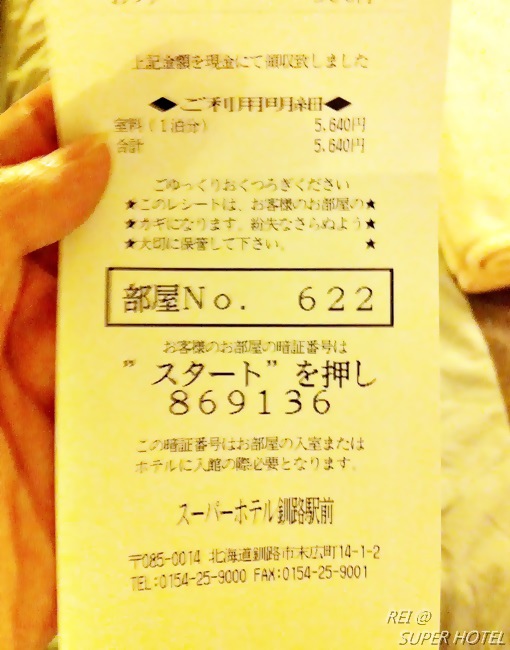 上記金額を現金にて領収致しました
◆ご利用明細◆
室料(1泊分) 5,640円
合計 5,640円
ごゆっくりおくつろぎください
★このレシートは、お客様のお部屋の★
★カギになります。紛失なさらぬよう★
★大切に保管して下さい。 ★
部屋No. 622
お客様のお部屋の暗証番号は
"スタート"を押し
869136
この暗証番号はお部屋の入室または
ホテルに入館の際必要となります。
スーパーホテル釧路駅前
〒085-0014 北海道釧路市末広町14-1-2
TEL:0154-25-9000 FAX:0154-25-9001
REI @
SUPER HOTEL